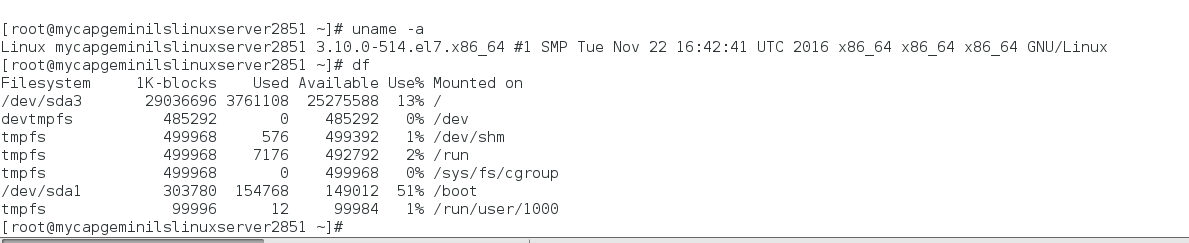 [root@mycapgeminilslinuxserver2851 ~]# uname -a
Linux mycapgeminilslinuxserver2851 3.10.0-514.el7.x86_64 #1 SMP Tue Nov 22 16:42:41 UTC 2016 x86_64 x86_64 x86_64 GNU/Linux
[root@mycapgeminilslinuxserver2851 ~]# df
Filesystem     1K-blocks    Used Available Use% Mounted on
/dev/sda3       29036696 3761108  25275588  13% /
devtmpfs          485292       0    485292   0% /dev
tmpfs             499968     576    499392   1% /dev/shm
tmpfs             499968    7176    492792   2% /run
tmpfs             499968       0    499968   0% /sys/fs/cgroup
/dev/sda1         303780  154768    149012  51% /boot
tmpfs              99996      12     99984   1% /run/user/1000
[root@mycapgeminilslinuxserver2851 ~]#